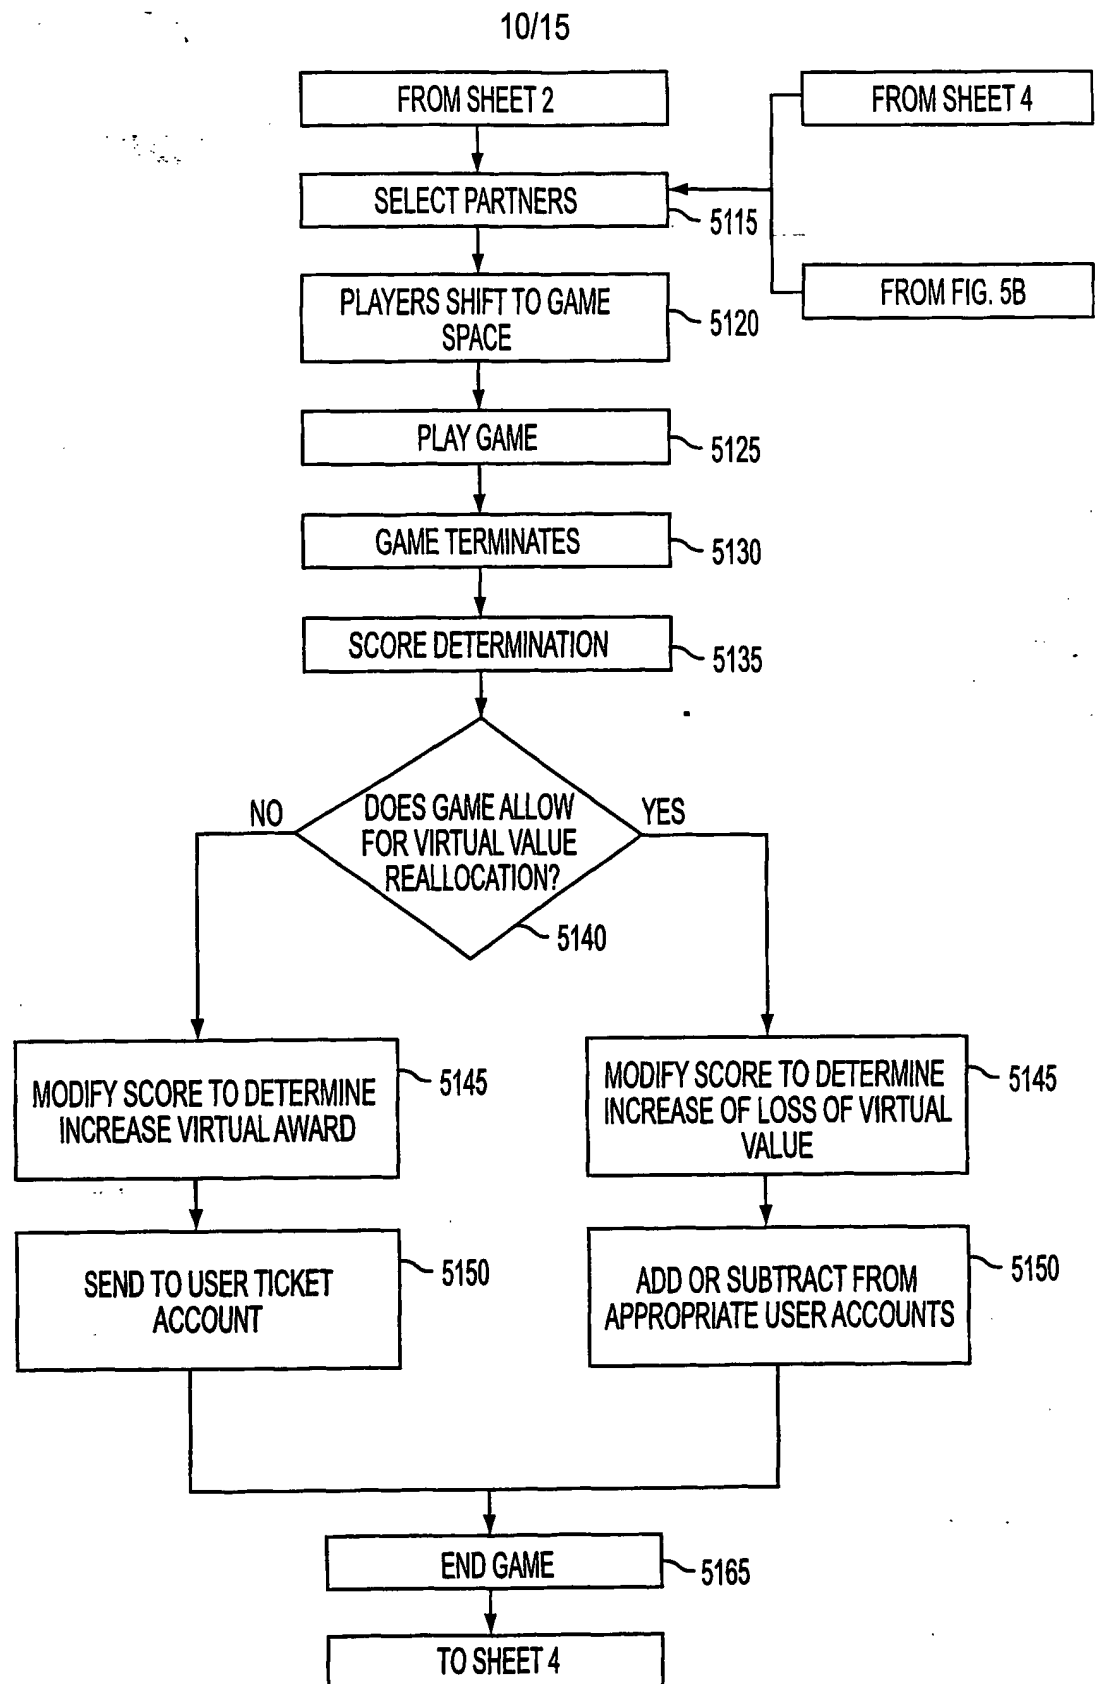 10/15
FROM SHEET 2
FROM SHEET 4
SELECT PARTNERS
5115
FROM FIG. 5B
PLAYERS SHIFT TO GAME
SPACE
5120
PLAY GAME
5125
GAME TERMINATES
5130
SCORE DETERMINATION
5135
NO
DOES GAME ALLOW
FOR VIRTUAL VALUE
REALLOCATION?
YES
5140
MODIFY SCORE TO DETERMINE
INCREASE VIRTUAL AWARD
5145
MODIFY SCORE TO DETERMINE
INCREASE OF LOSS OF VIRTUAL
VALUE
5145
SEND TO USER TICKET
ACCOUNT
5150
ADD OR SUBTRACT FROM
APPROPRIATE USER ACCOUNTS
5150
END GAME
5165
TO SHEET 4